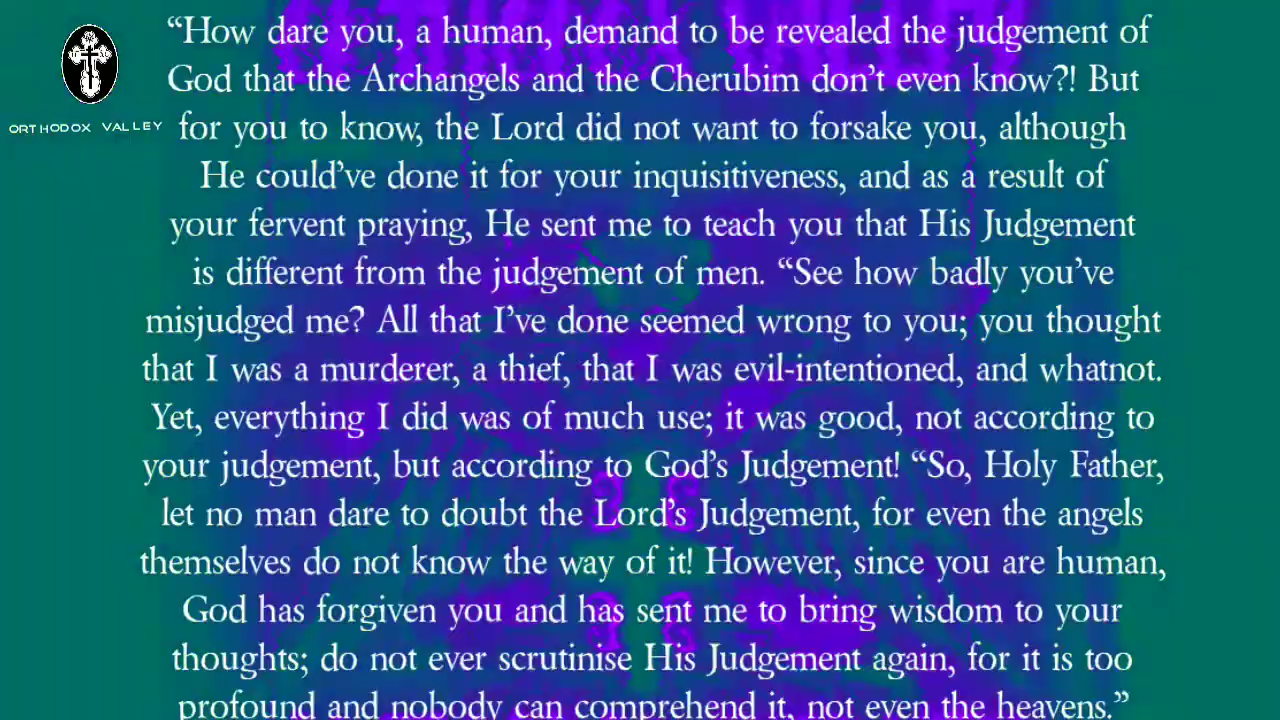 “How dare you, a human, demand to be revealed the judgement of
God that the Archangels and the Cherubim don’t even know?! But
for you to know, the Lord did not want to forsake you, although
He could’ve done it for your inquisitiveness, and as a result of
your fervent praying, He sent me to teach you that His Judgement
is different from the judgement of men. “See how badly you’ve
misjudged me? All that I’ve done seemed wrong to you; you thought
that I was a murderer, a thief, that I was evil-intentioned, and whatnot.
Yet, everything I did was of much use; it was good, not according to
your judgement, but according to God’s Judgement! “So, Holy Father,
let no man dare to doubt the Lord’s Judgement, for even the angels
themselves do not know the way of it! However, since you are human,
God has forgiven you and has sent me to bring wisdom to your
thoughts; do not ever scrutinise His Judgement again, for it is too
profound and nobody can comprehend it, not even the heavens.”
ORTHODOX VALLEY